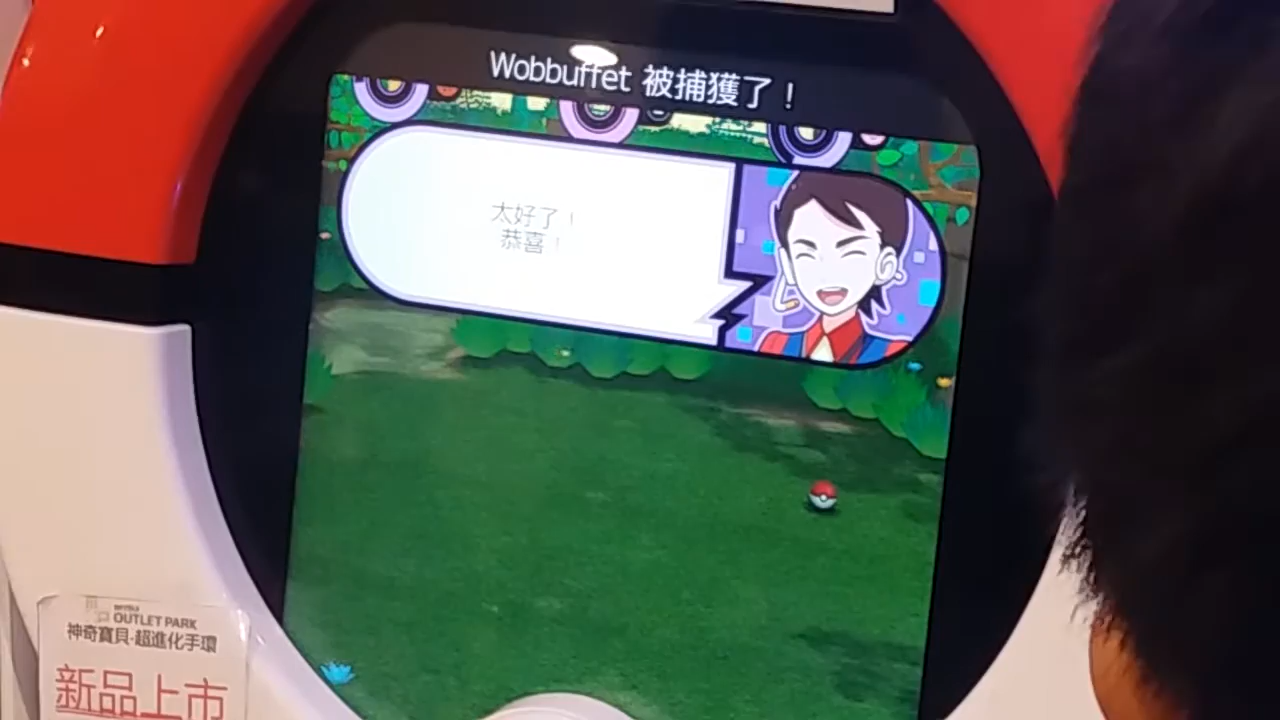 Wobbuffet 被捕獲了！
太好了！
恭喜！
OUTLET PARK
神奇寶貝-超進化手環
新品上市